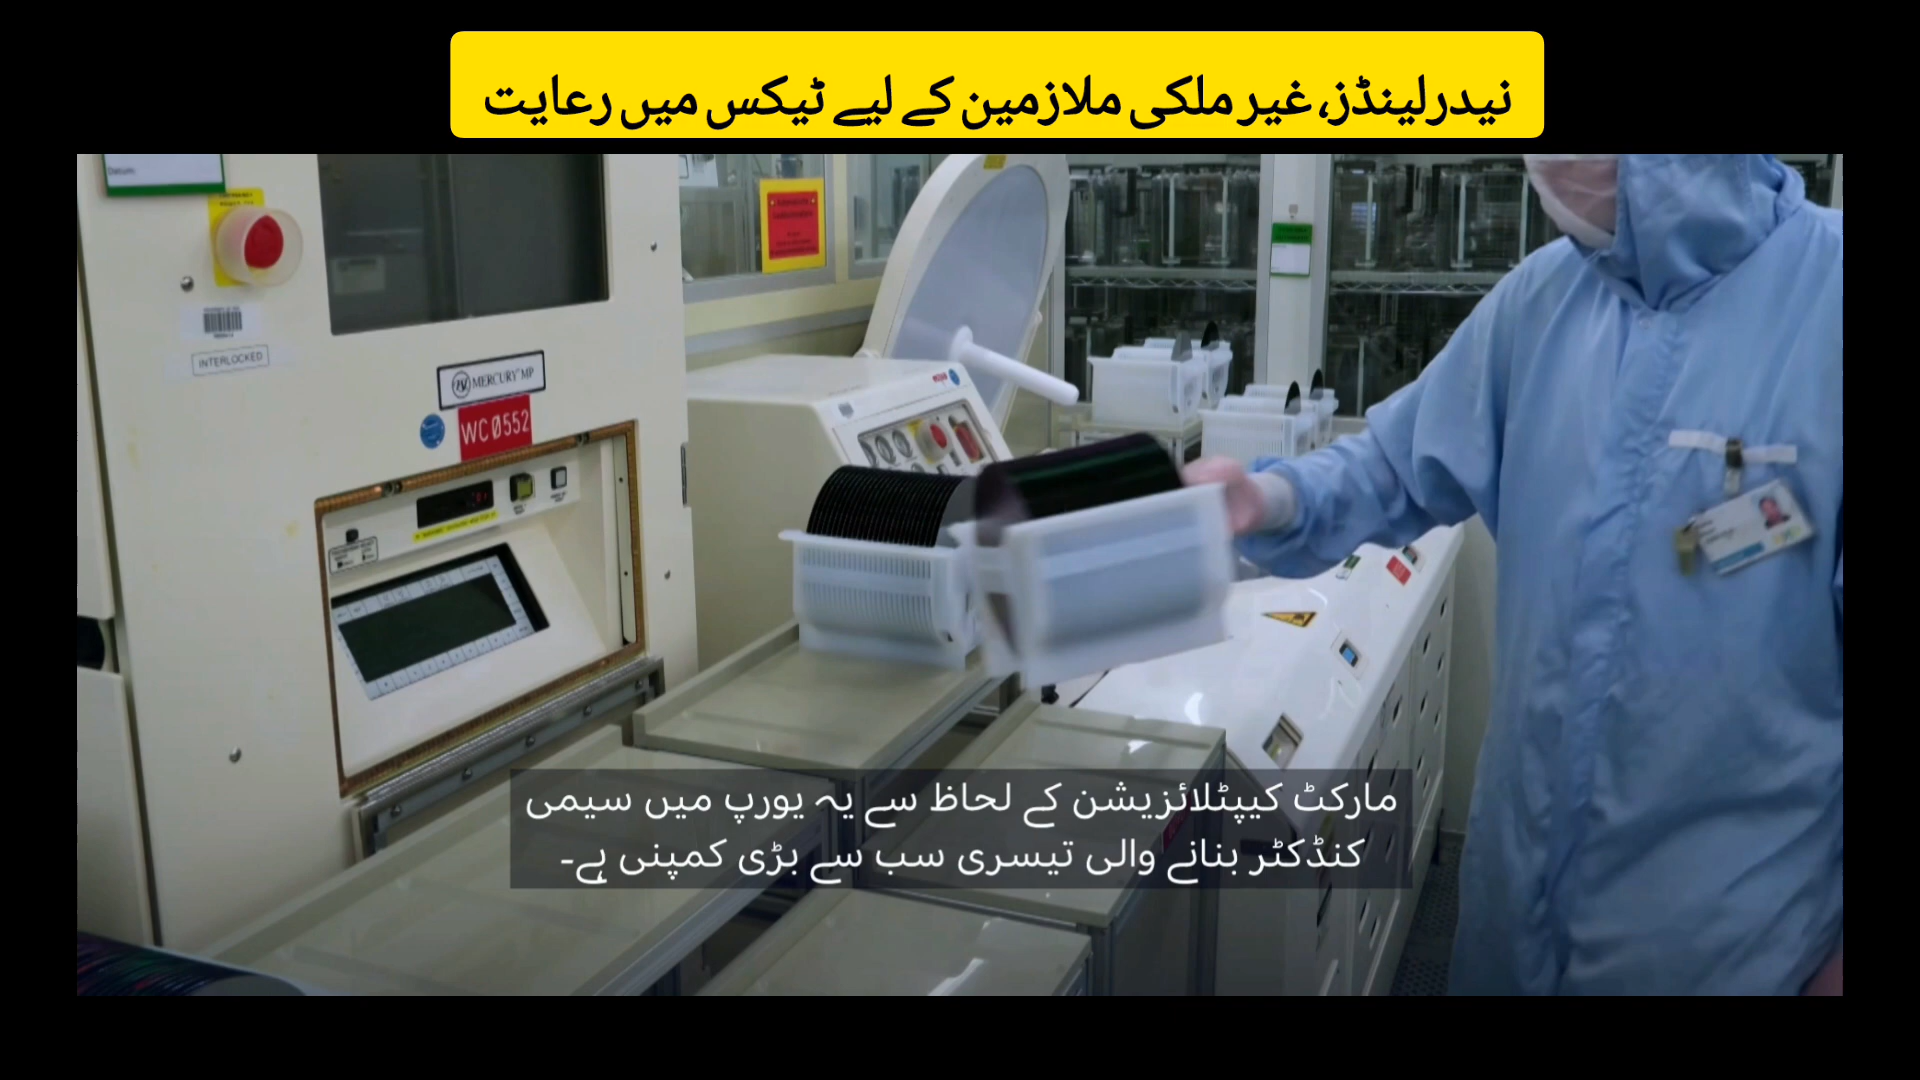 نیدرلینڈز، غیر ملکی ملازمین کے لیے ٹیکس میں رعایت
Datum:
INTERLOCKED
MERCURY MP
WC0552
مارکٹ کیپٹلائزیشن کے لحاظ سے یہ یورپ میں سیمی
کنڈکٹر بنانے والی تیسری سب سے بڑی کمپنی ہے۔